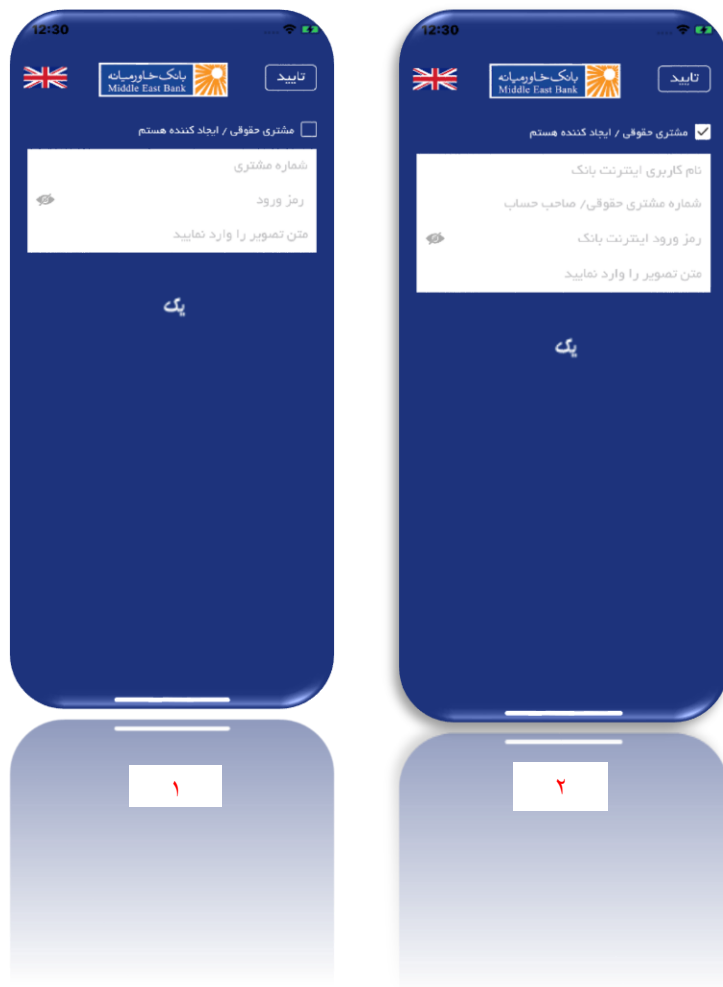 12:30
تایید
بانک خاورمیانه
Middle East Bank
مشتری حقوقی / ایجاد کننده هستم
شماره مشتری
رمز ورود
متن تصویر را وارد نمایید
یک
۱
12:30
تایید
بانک خاورمیانه
Middle East Bank
مشتری حقوقی / ایجاد کننده هستم
نام کاربری اینترنت بانک
شماره مشتری حقوقی/ صاحب حساب
رمز ورود اینترنت بانک
متن تصویر را وارد نمایید
یک
۲